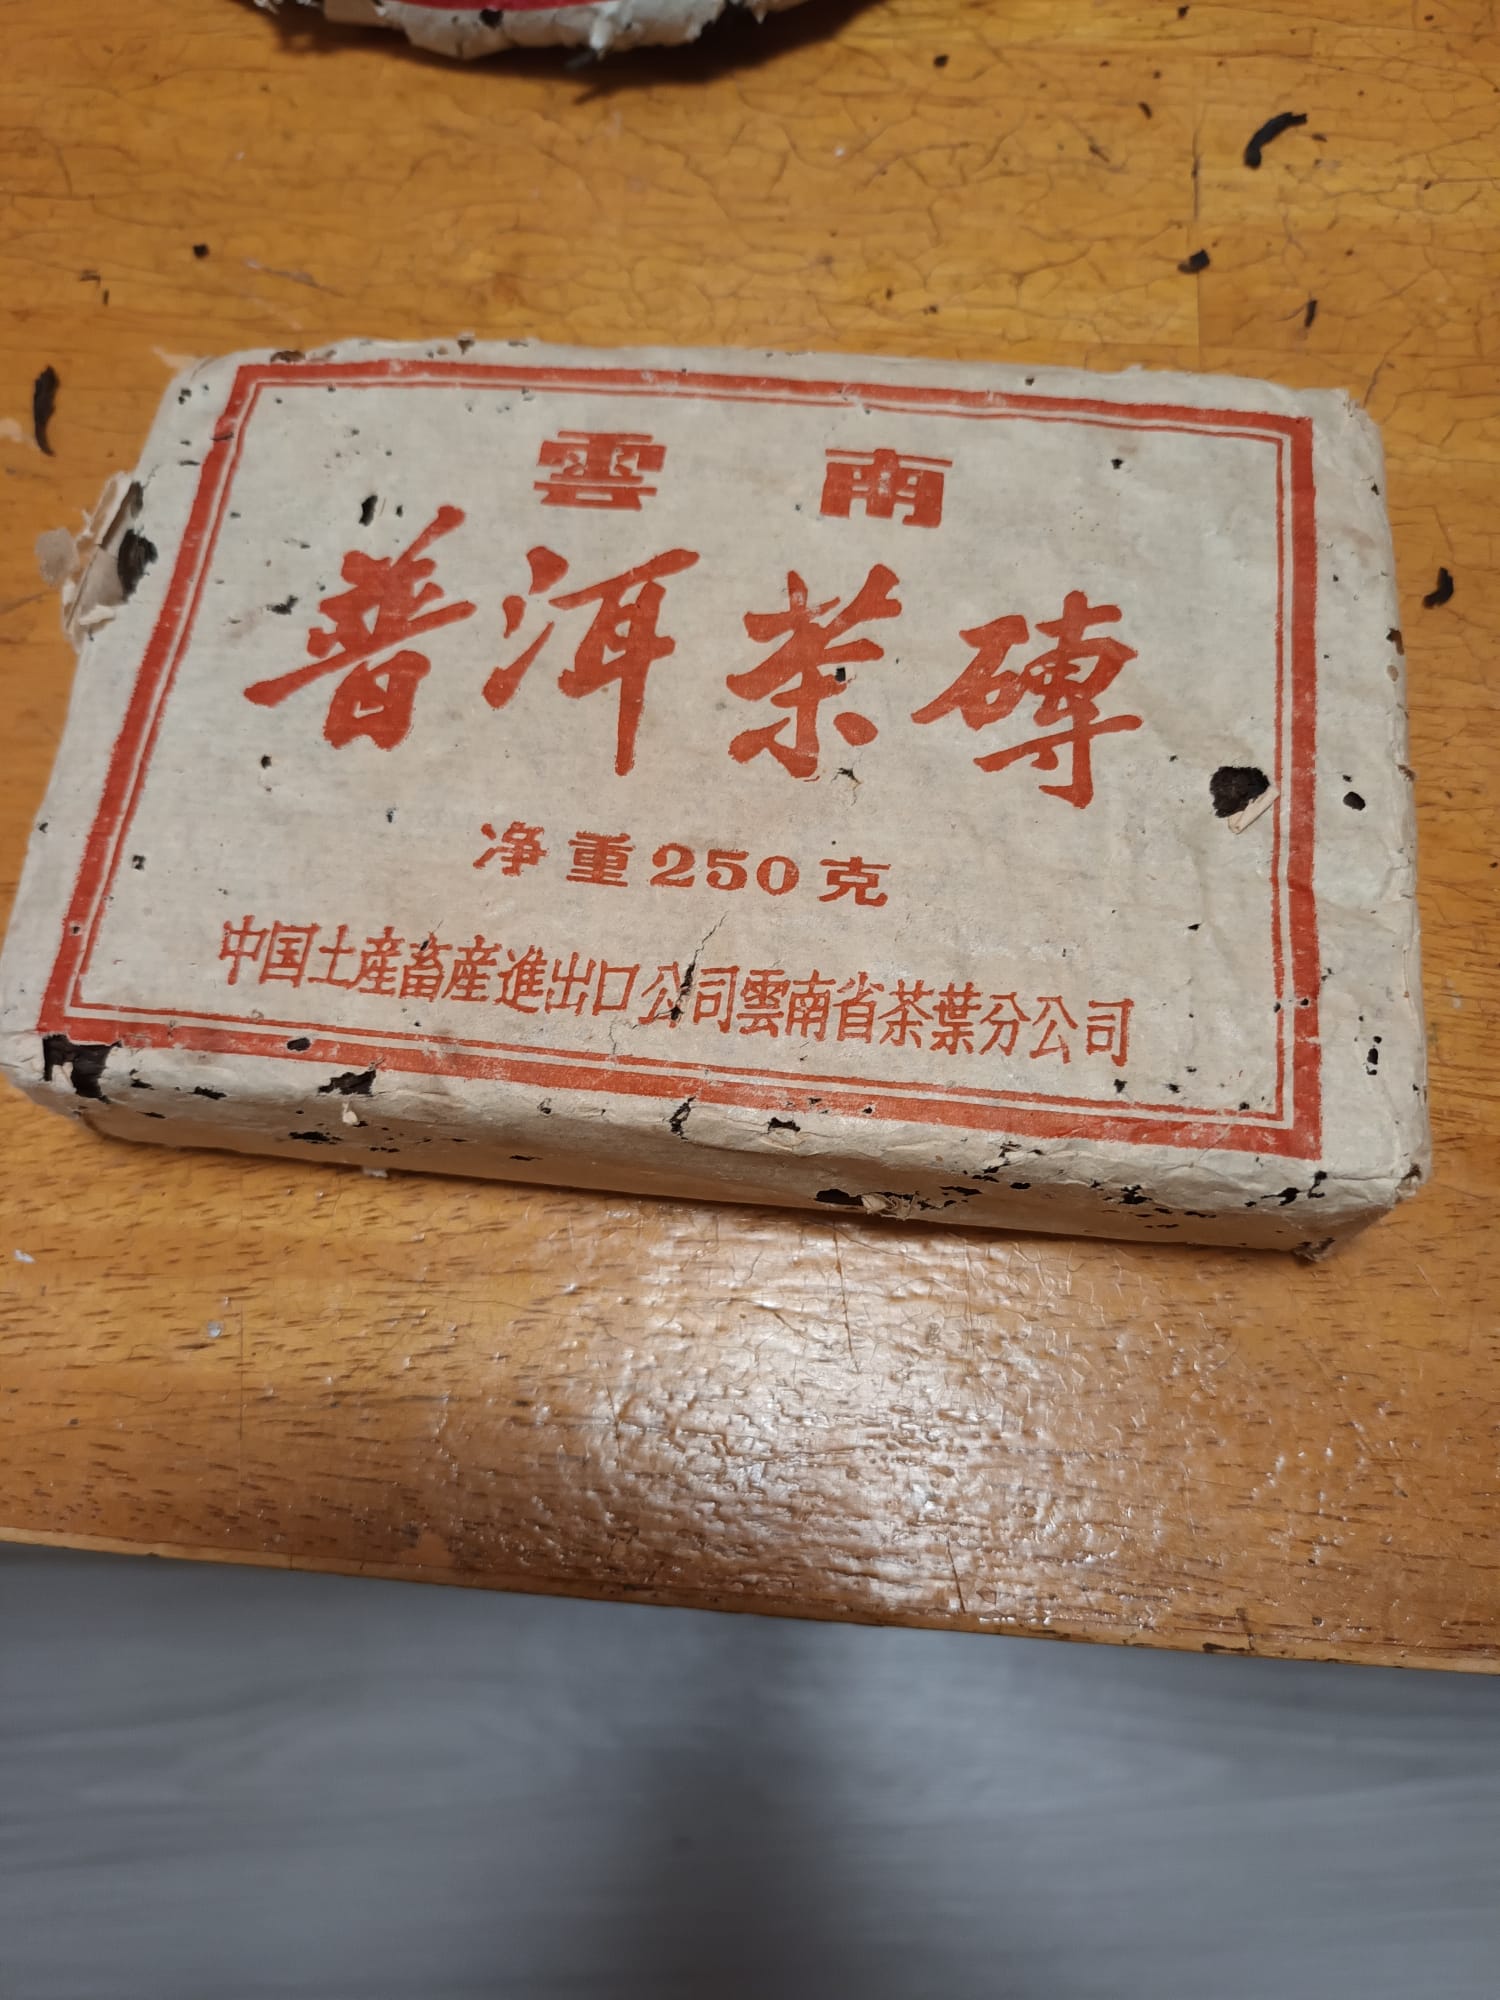 雲南
普洱茶磚
净重250克
中国土産畜産進出口公司雲南省茶葉分公司